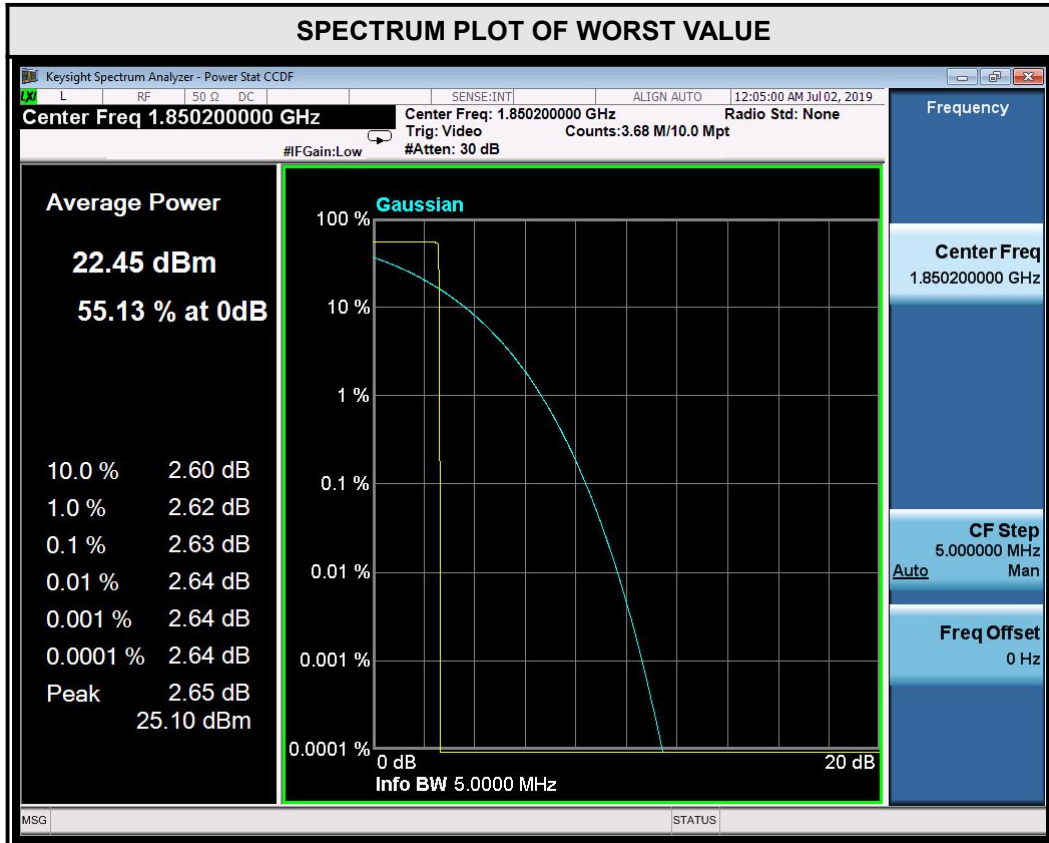 SPECTRUM PLOT OF WORST VALUE
Keysight Spectrum Analyzer - Power Stat CCDF
LXI L RF 50 Ω DC SENSE:INT ALIGN AUTO 12:05:00 AM Jul 02, 2019
Center Freq 1.850200000 GHz
Center Freq: 1.850200000 GHz Radio Std: None
Trig: Video Counts:3.68 M/10.0 Mpt
#IFGain:Low #Atten: 30 dB
Average Power
22.45 dBm
55.13 % at 0dB
10.0 % 2.60 dB
1.0 % 2.62 dB
0.1 % 2.63 dB
0.01 % 2.64 dB
0.001 % 2.64 dB
0.0001 % 2.64 dB
Peak 2.65 dB
25.10 dBm
Gaussian
100 %
10 %
1 %
0.1 %
0.01 %
0.001 %
0.0001 %
0 dB 20 dB
Info BW 5.0000 MHz
Frequency
Center Freq
1.850200000 GHz
CF Step
5.000000 MHz
Auto Man
Freq Offset
0 Hz
MSG STATUS